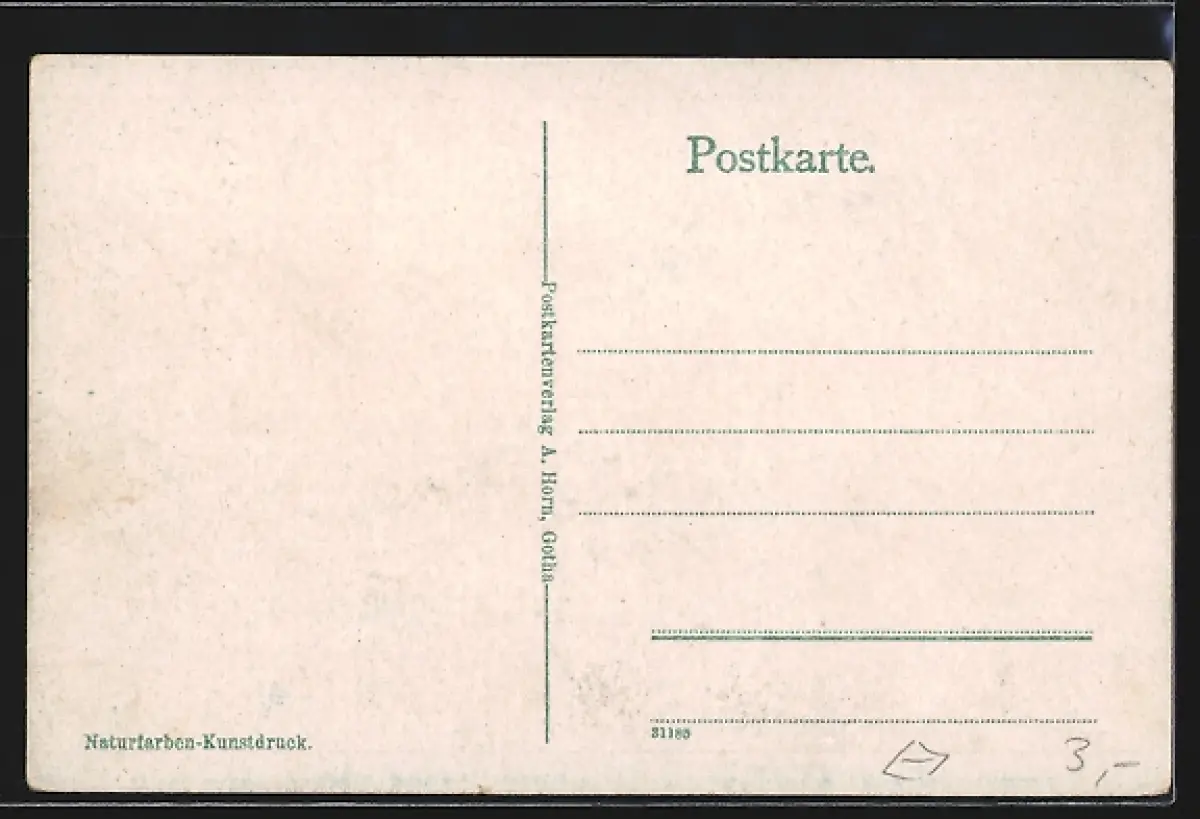 Postkarte.
Postkartenverlag A. Horn, Gotha
Naturfarben-Kunstdruck.
31180
3,-